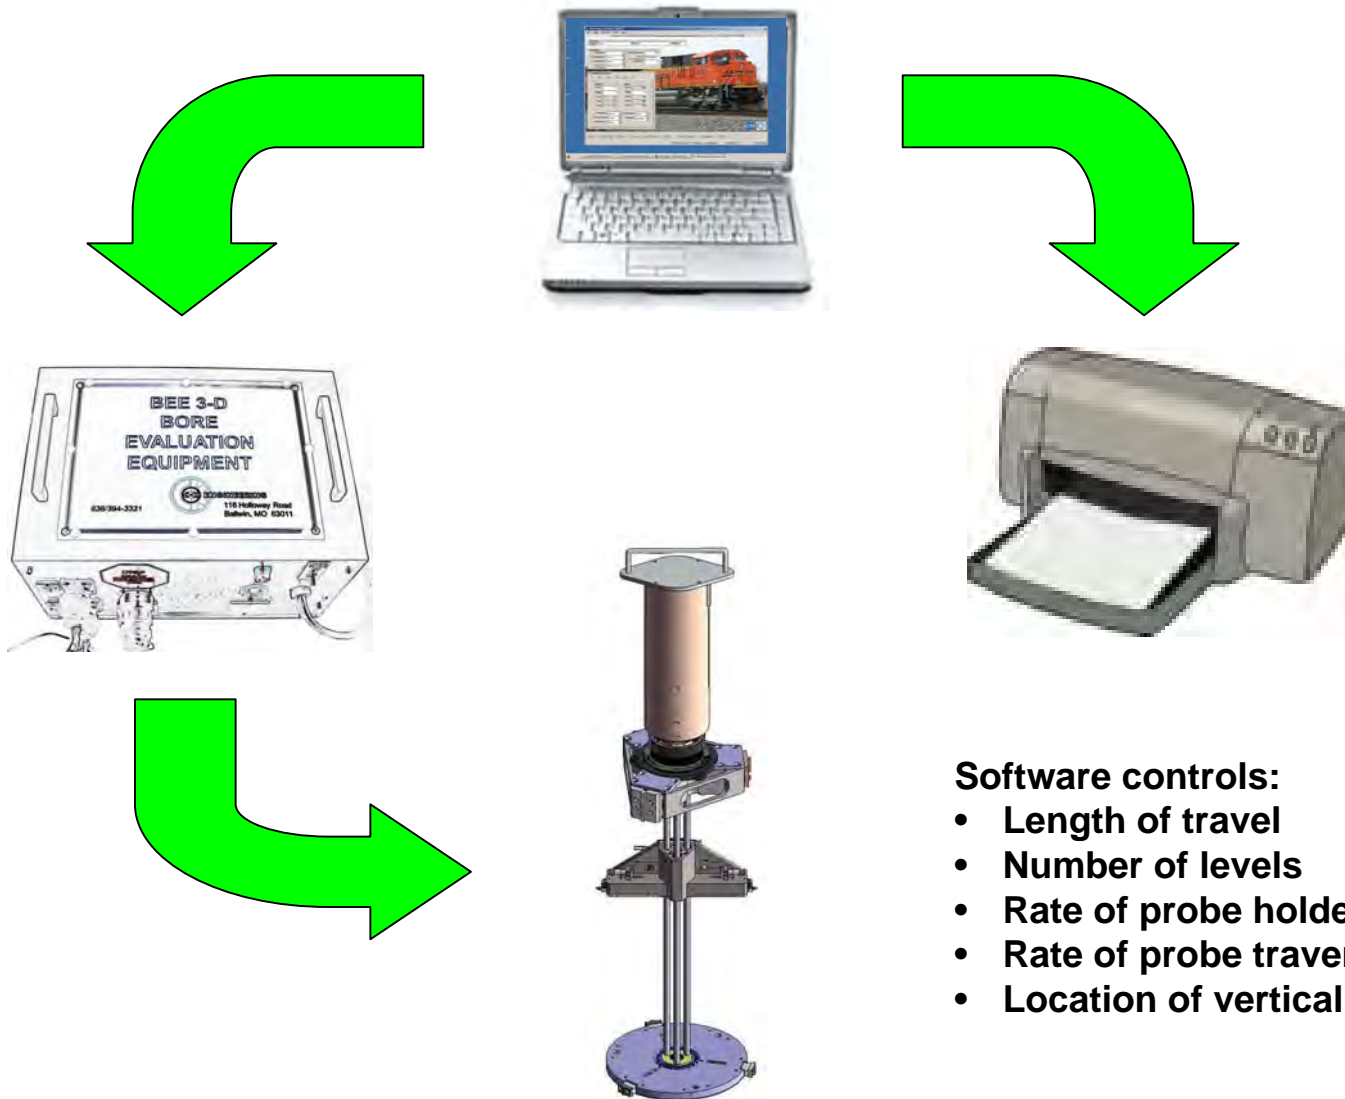 BEE 3-D
BORE
EVALUATION
EQUIPMENT
636/394-3321
116 Holloway Road
Ballwin, MO 63011
Software controls:
• Length of travel
• Number of levels
• Rate of probe holde
• Rate of probe traver
• Location of vertical